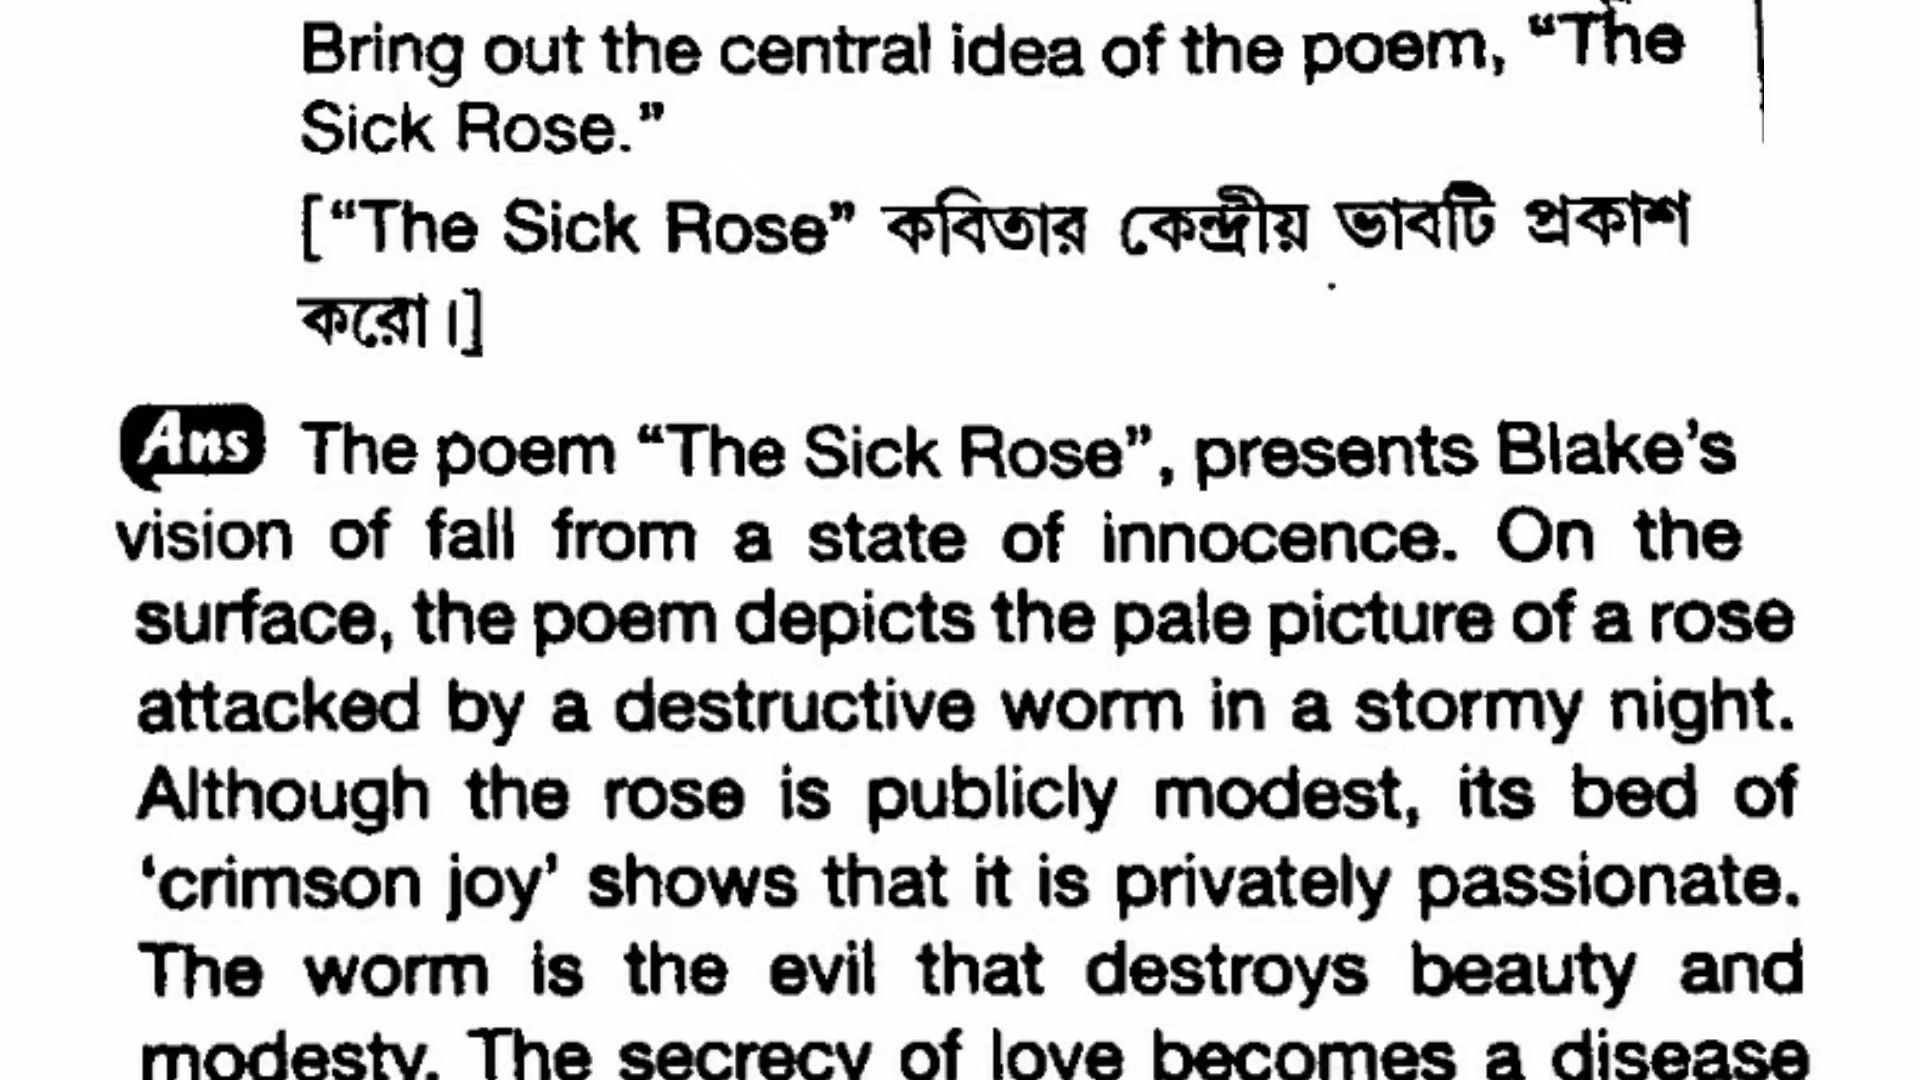 Bring out the central idea of the poem, “The
Sick Rose.”
[“The Sick Rose” কবিতার কেন্দ্রীয় ভাবটি প্রকাশ
করো।]
Ans The poem “The Sick Rose”, presents Blake’s
vision of fall from a state of innocence. On the
surface, the poem depicts the pale picture of a rose
attacked by a destructive worm in a stormy night.
Although the rose is publicly modest, its bed of
‘crimson joy’ shows that it is privately passionate.
The worm is the evil that destroys beauty and
modesty. The secrecy of love becomes a disease